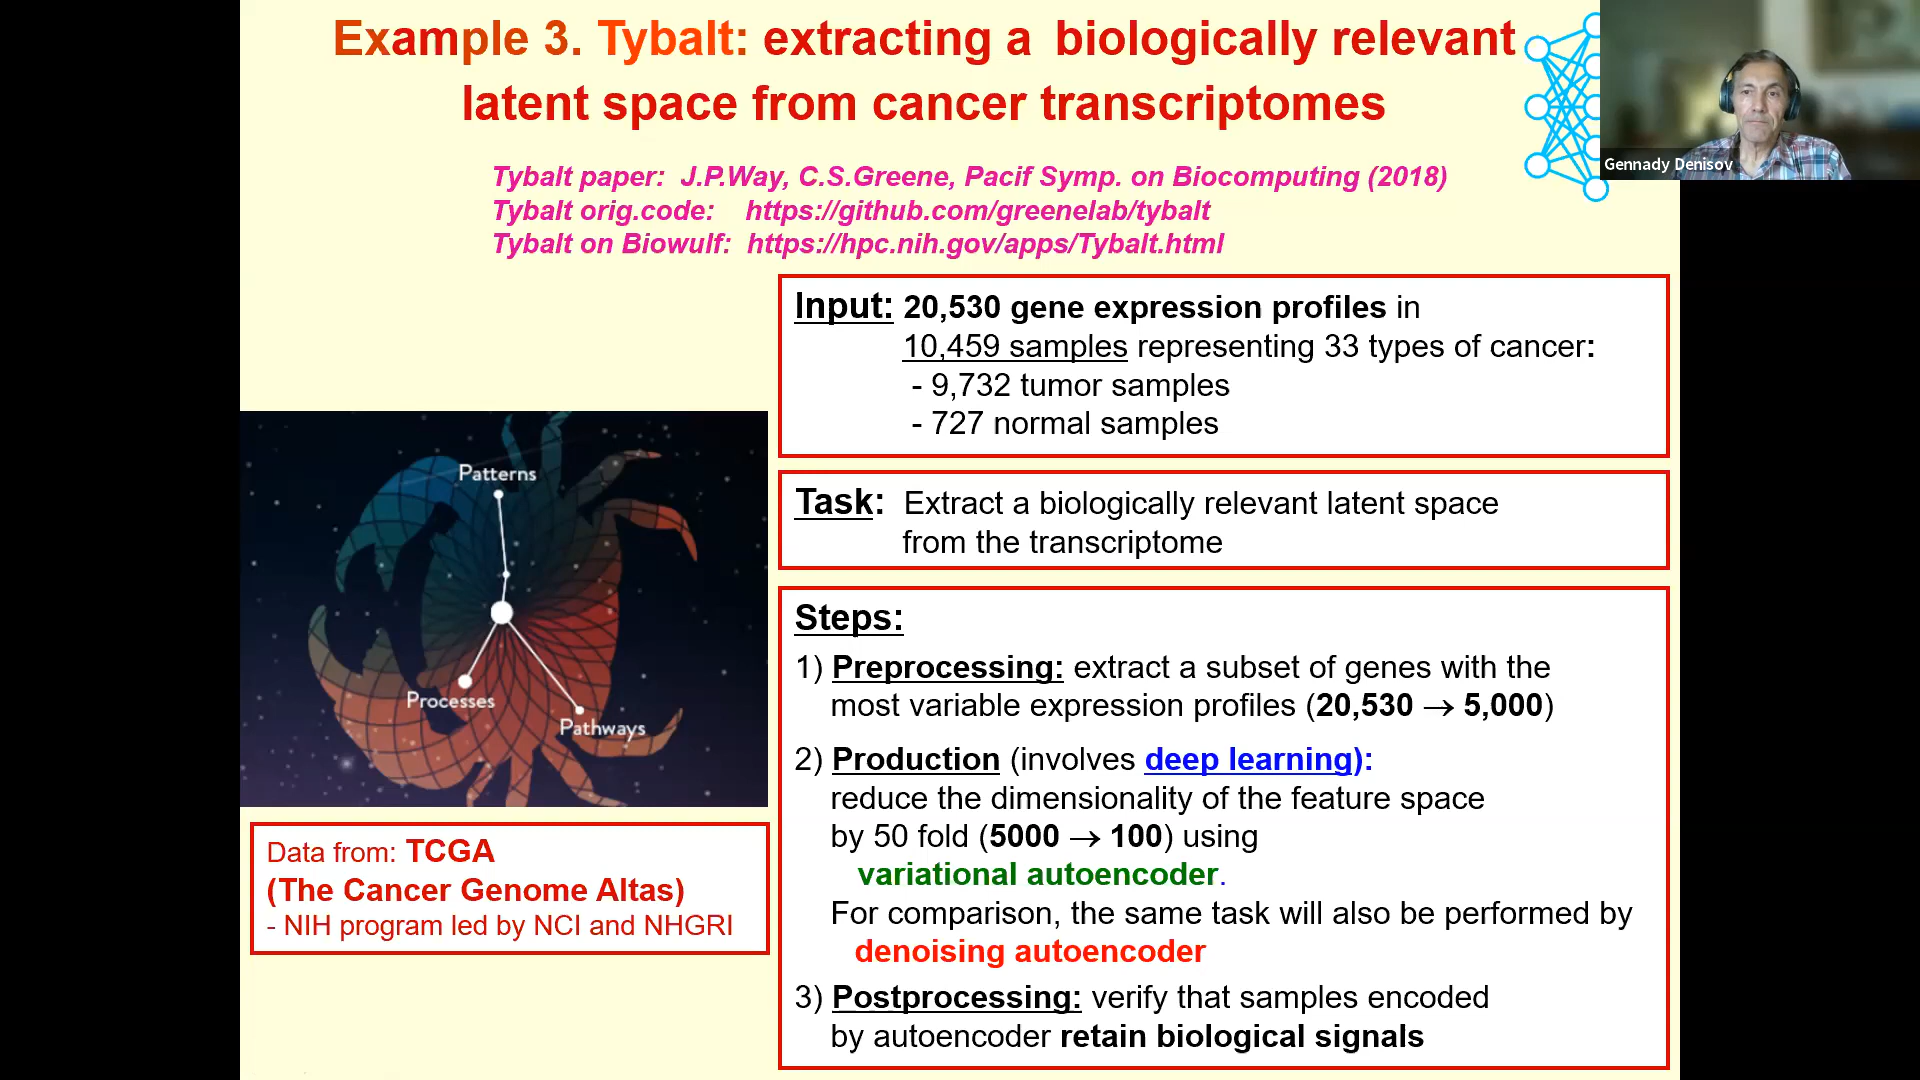 Example 3. Tybalt: extracting a biologically relevant
latent space from cancer transcriptomes
Gennady Denisov
Tybalt paper: J.P.Way, C.S.Greene, Pacif Symp. on Biocomputing (2018)
Tybalt orig.code: https://github.com/greenelab/tybalt
Tybalt on Biowulf: https://hpc.nih.gov/apps/Tybalt.html
Input: 20,530 gene expression profiles in
10,459 samples representing 33 types of cancer:
- 9,732 tumor samples
- 727 normal samples
Task: Extract a biologically relevant latent space
from the transcriptome
Patterns
Processes
Pathways
Data from: TCGA
(The Cancer Genome Altas)
- NIH program led by NCI and NHGRI
Steps:
1) Preprocessing: extract a subset of genes with the
most variable expression profiles (20,530 → 5,000)
2) Production (involves deep learning):
reduce the dimensionality of the feature space
by 50 fold (5000 → 100) using
variational autoencoder.
For comparison, the same task will also be performed by
denoising autoencoder
3) Postprocessing: verify that samples encoded
by autoencoder retain biological signals